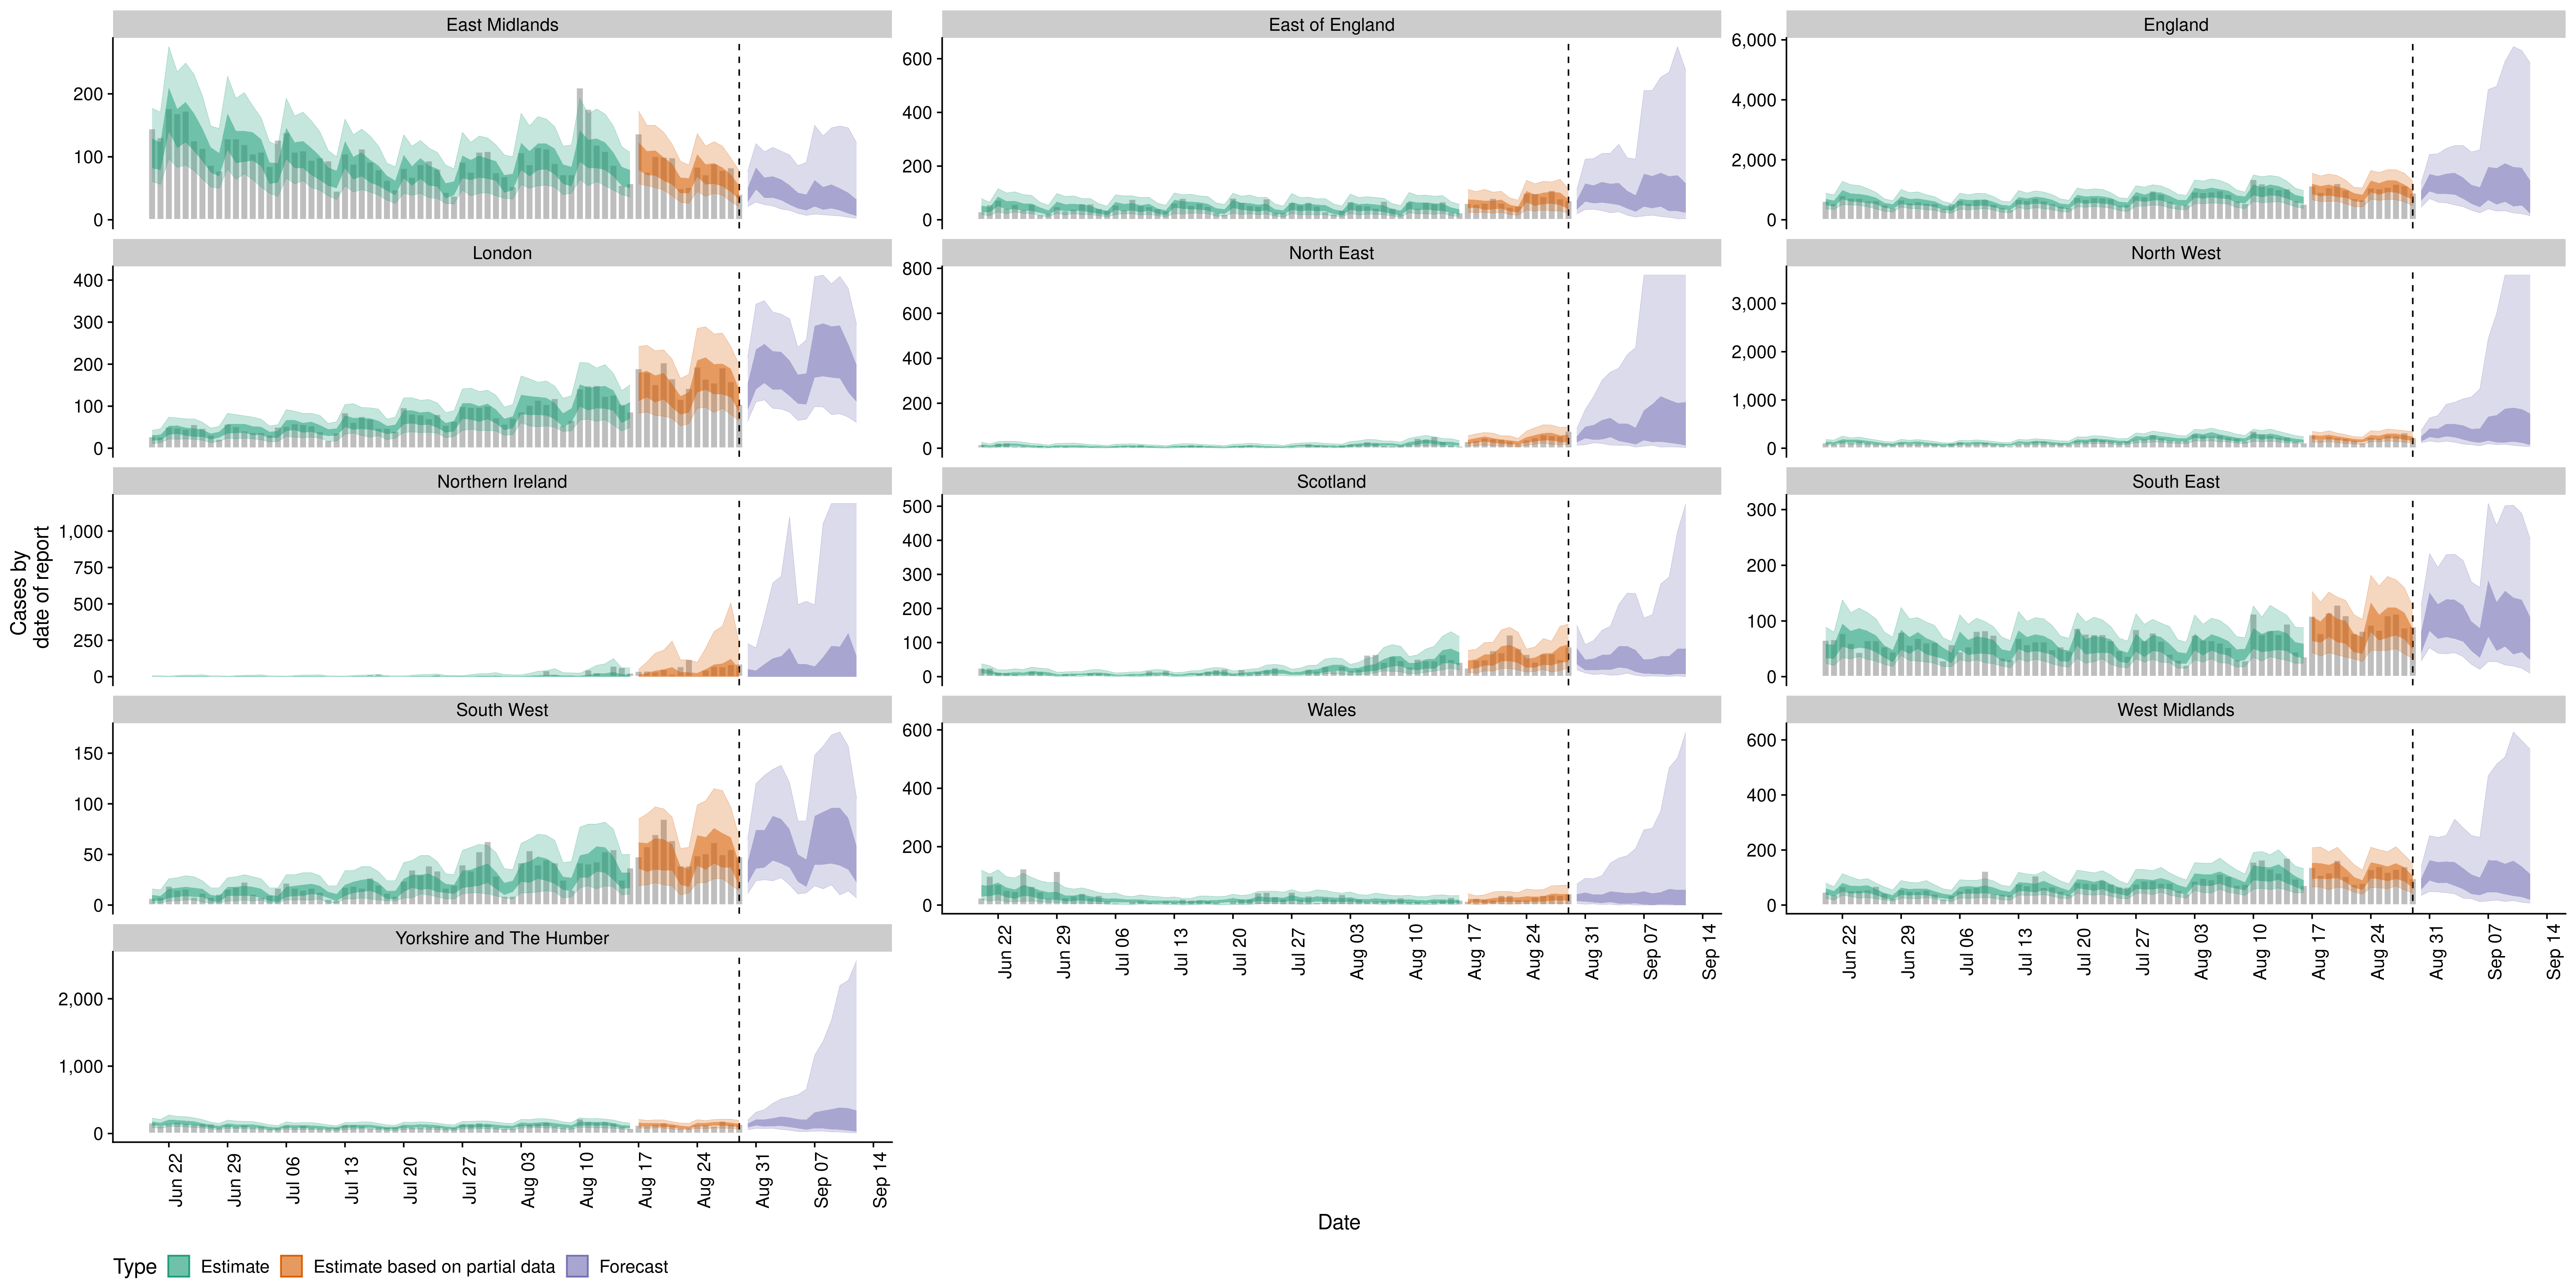 East Midlands
East of England
England
200
100
0
600
400
200
0
6,000
4,000
2,000
0
London
North East
North West
400
300
200
100
0
800
600
400
200
0
3,000
2,000
1,000
0
Northern Ireland
Scotland
South East
1,000
750
500
250
0
500
400
300
200
100
0
300
200
100
0
Cases by
date of report
South West
Wales
West Midlands
150
100
50
0
600
400
200
0
600
400
200
0
Jun 22
Jun 29
Jul 06
Jul 13
Jul 20
Jul 27
Aug 03
Aug 10
Aug 17
Aug 24
Aug 31
Sep 07
Sep 14
Jun 22
Jun 29
Jul 06
Jul 13
Jul 20
Jul 27
Aug 03
Aug 10
Aug 17
Aug 24
Aug 31
Sep 07
Sep 14
Yorkshire and The Humber
2,000
1,000
0
Jun 22
Jun 29
Jul 06
Jul 13
Jul 20
Jul 27
Aug 03
Aug 10
Aug 17
Aug 24
Aug 31
Sep 07
Sep 14
Date
Type
Estimate
Estimate based on partial data
Forecast